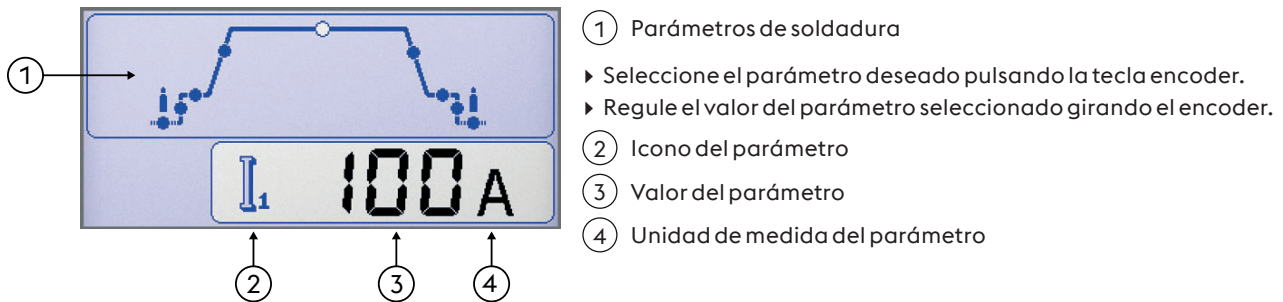 1 Parámetros de soldadura
1
▸ Seleccione el parámetro deseado pulsando la tecla encoder.
▸ Regule el valor del parámetro seleccionado girando el encoder.
2 Icono del parámetro
I1 100 A
3 Valor del parámetro
4 Unidad de medida del parámetro
2 3 4